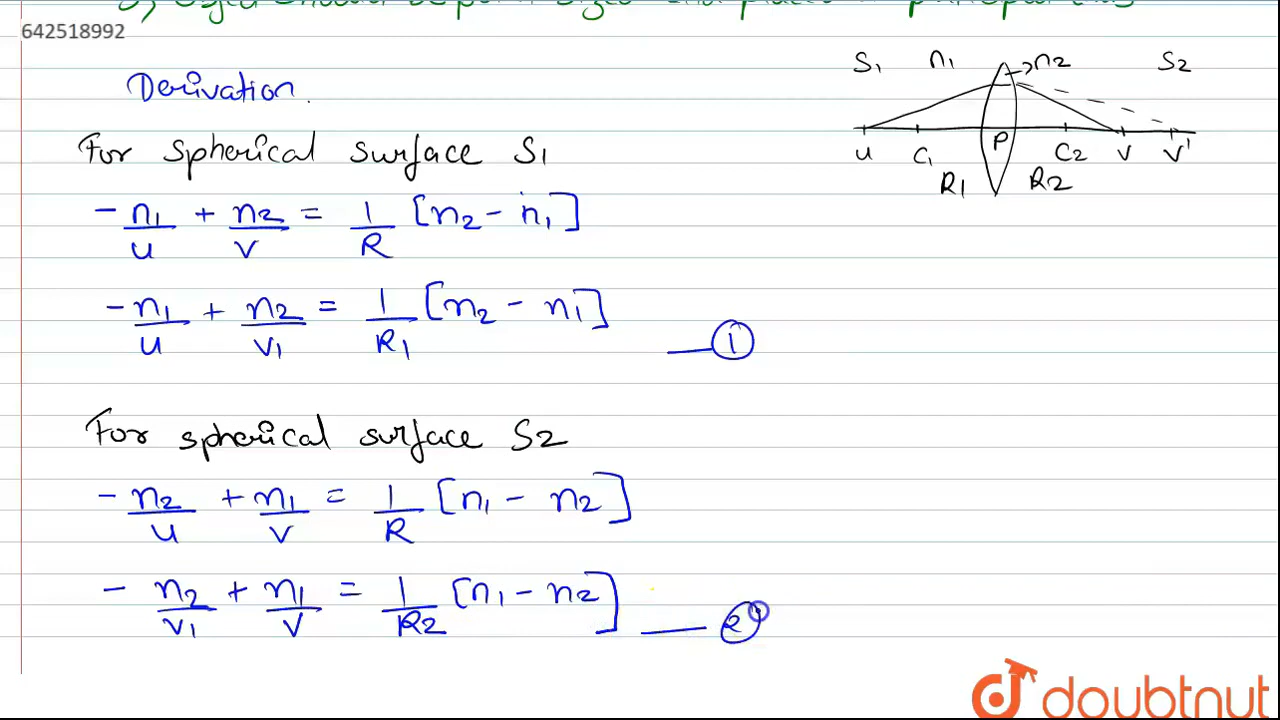 642518992
Derivation.
For spherical surface S1
- n1/u + n2/v = 1/R [n2 - n1]
- n1/u + n2/v1 = 1/R1 [n2 - n1] — 1
For spherical surface S2
- n2/u + n1/v = 1/R [n1 - n2]
- n2/v1 + n1/v = 1/R2 [n1 - n2] — 2
S1 n1 n2 S2
u C1 P C2 v v'
R1 R2
doubtnut